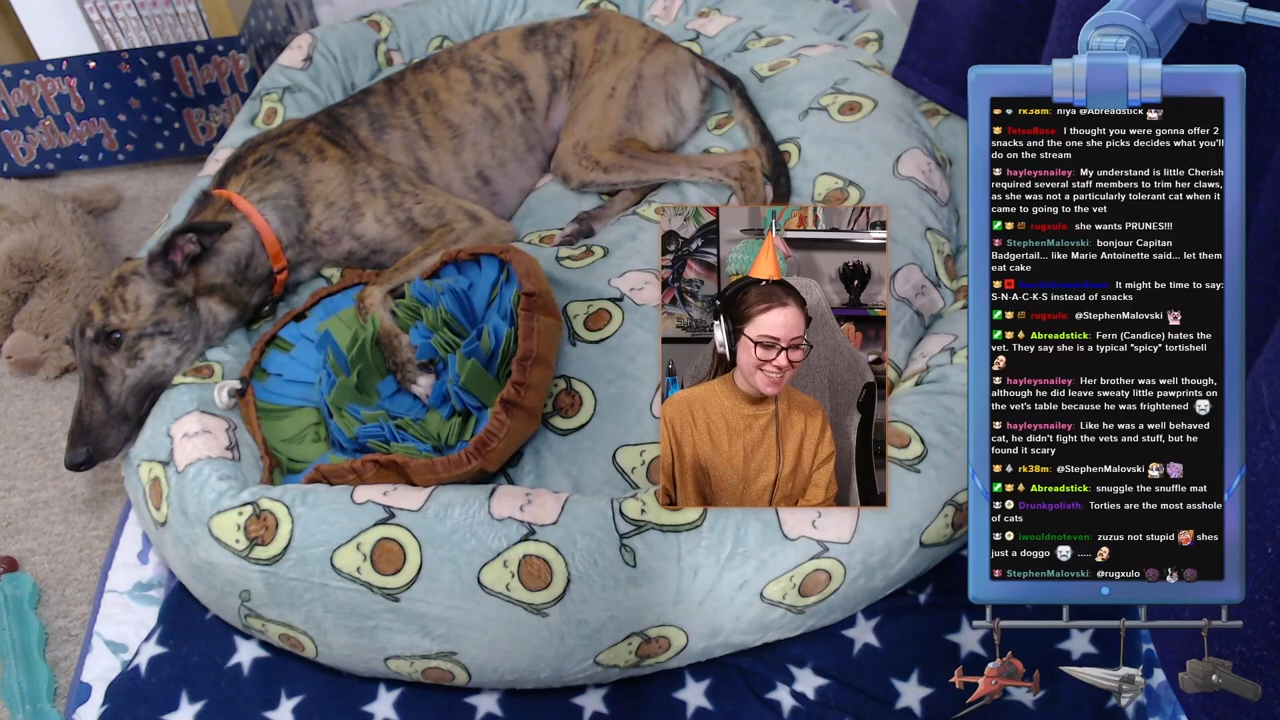 Happy
Birthday
Happy
rk38m: hiya @Abreadstick
TetsuRose I thought you were gonna offer 2
snacks and the one she picks decides what you'll
do on the stream
hayleysnailey: My understand is little Cherish
required several staff members to trim her claws,
as she was not a particularly tolerant cat when it
came to going to the vet
rugxulo: she wants PRUNES!!!
StephenMalovski: bonjour Capitan
Badgertail... like Marie Antoinette said... let them
eat cake
It might be time to say:
S-N-A-C-K-S instead of snacks
rugxulo: @StephenMalovski
Abreadstick: Fern (Candice) hates the
vet. They say she is a typical "spicy" tortishell
hayleysnailey: Her brother was well though,
although he did leave sweaty little pawprints on
the vet's table because he was frightened
hayleysnailey: Like he was a well behaved
cat, he didn't fight the vets and stuff, but he
found it scary
rk38m: @StephenMalovski
Abreadstick: snuggle the snuffle mat
Drunkgoliath: Torties are the most asshole
of cats
iwouldnoteven: zuzus not stupid shes
just a doggo .....
StephenMalovski: @rugxulo